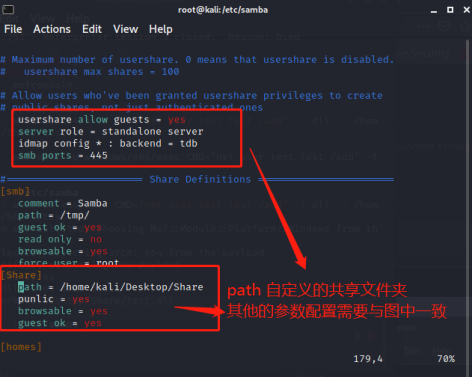 root@kali:/etc/samba
File Actions Edit View Help
# Maximum number of usershare. 0 means that usershare is disabled.
#   usershare max shares = 100
# Allow users who've been granted usershare privileges to create
# public shares, not just authenticated ones
usershare allow guests = yes
server role = standalone server
idmap config * : backend = tdb
smb ports = 445
#======================= Share Definitions =======================
[smb]
comment = Samba
path = /tmp/
guest ok = yes
read only = no
browsable = yes
force user = root
[Share]
path = /home/kali/Desktop/Share
punlic = yes
browsable = yes
guest ok = yes
path 自定义的共享文件夹
其他的参数配置需要与图中一致
[homes]
179,4 70%